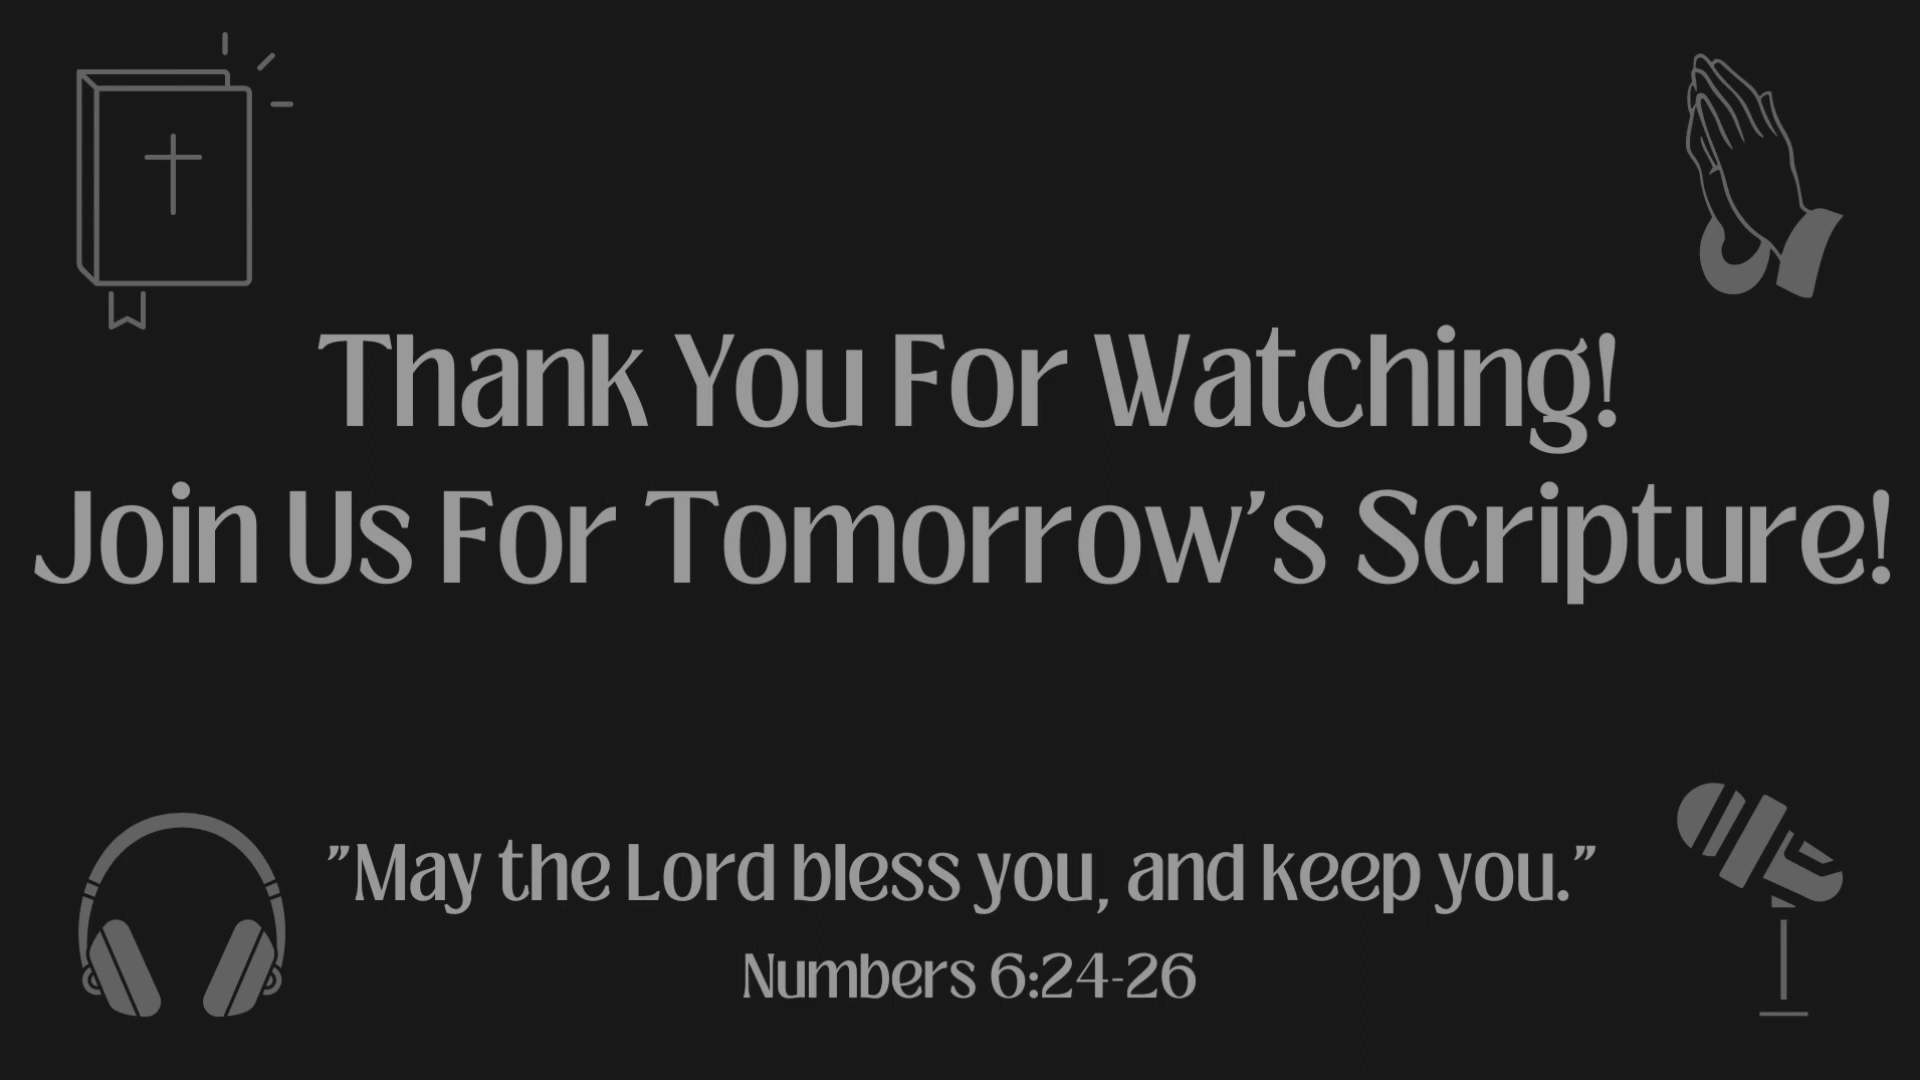 Thank You For Watching!
Join Us For Tomorrow's Scripture!
"May the Lord bless you, and keep you."
Numbers 6:24-26